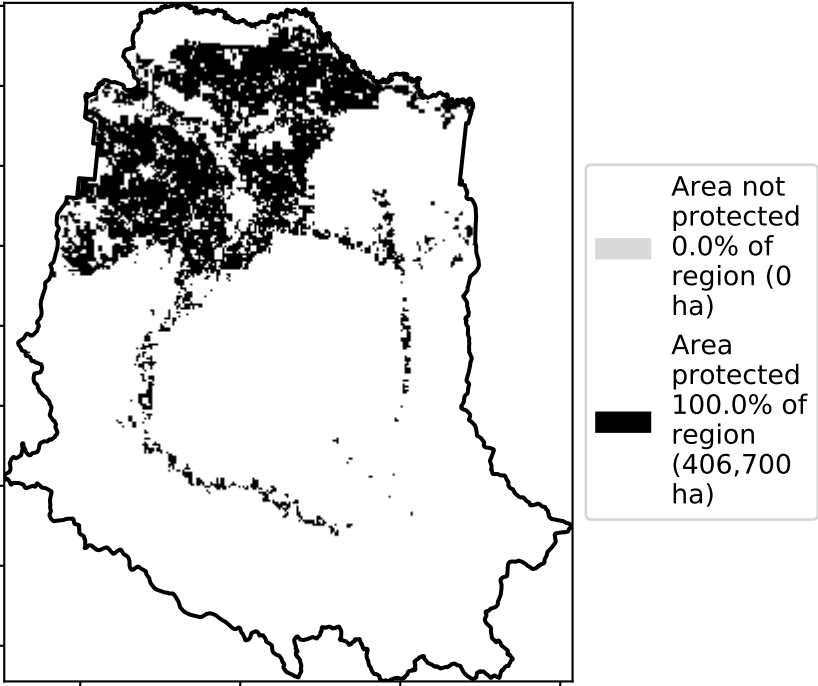 Area not
protected
0.0% of
region (0
ha)
Area
protected
100.0% of
region
(406,700
ha)